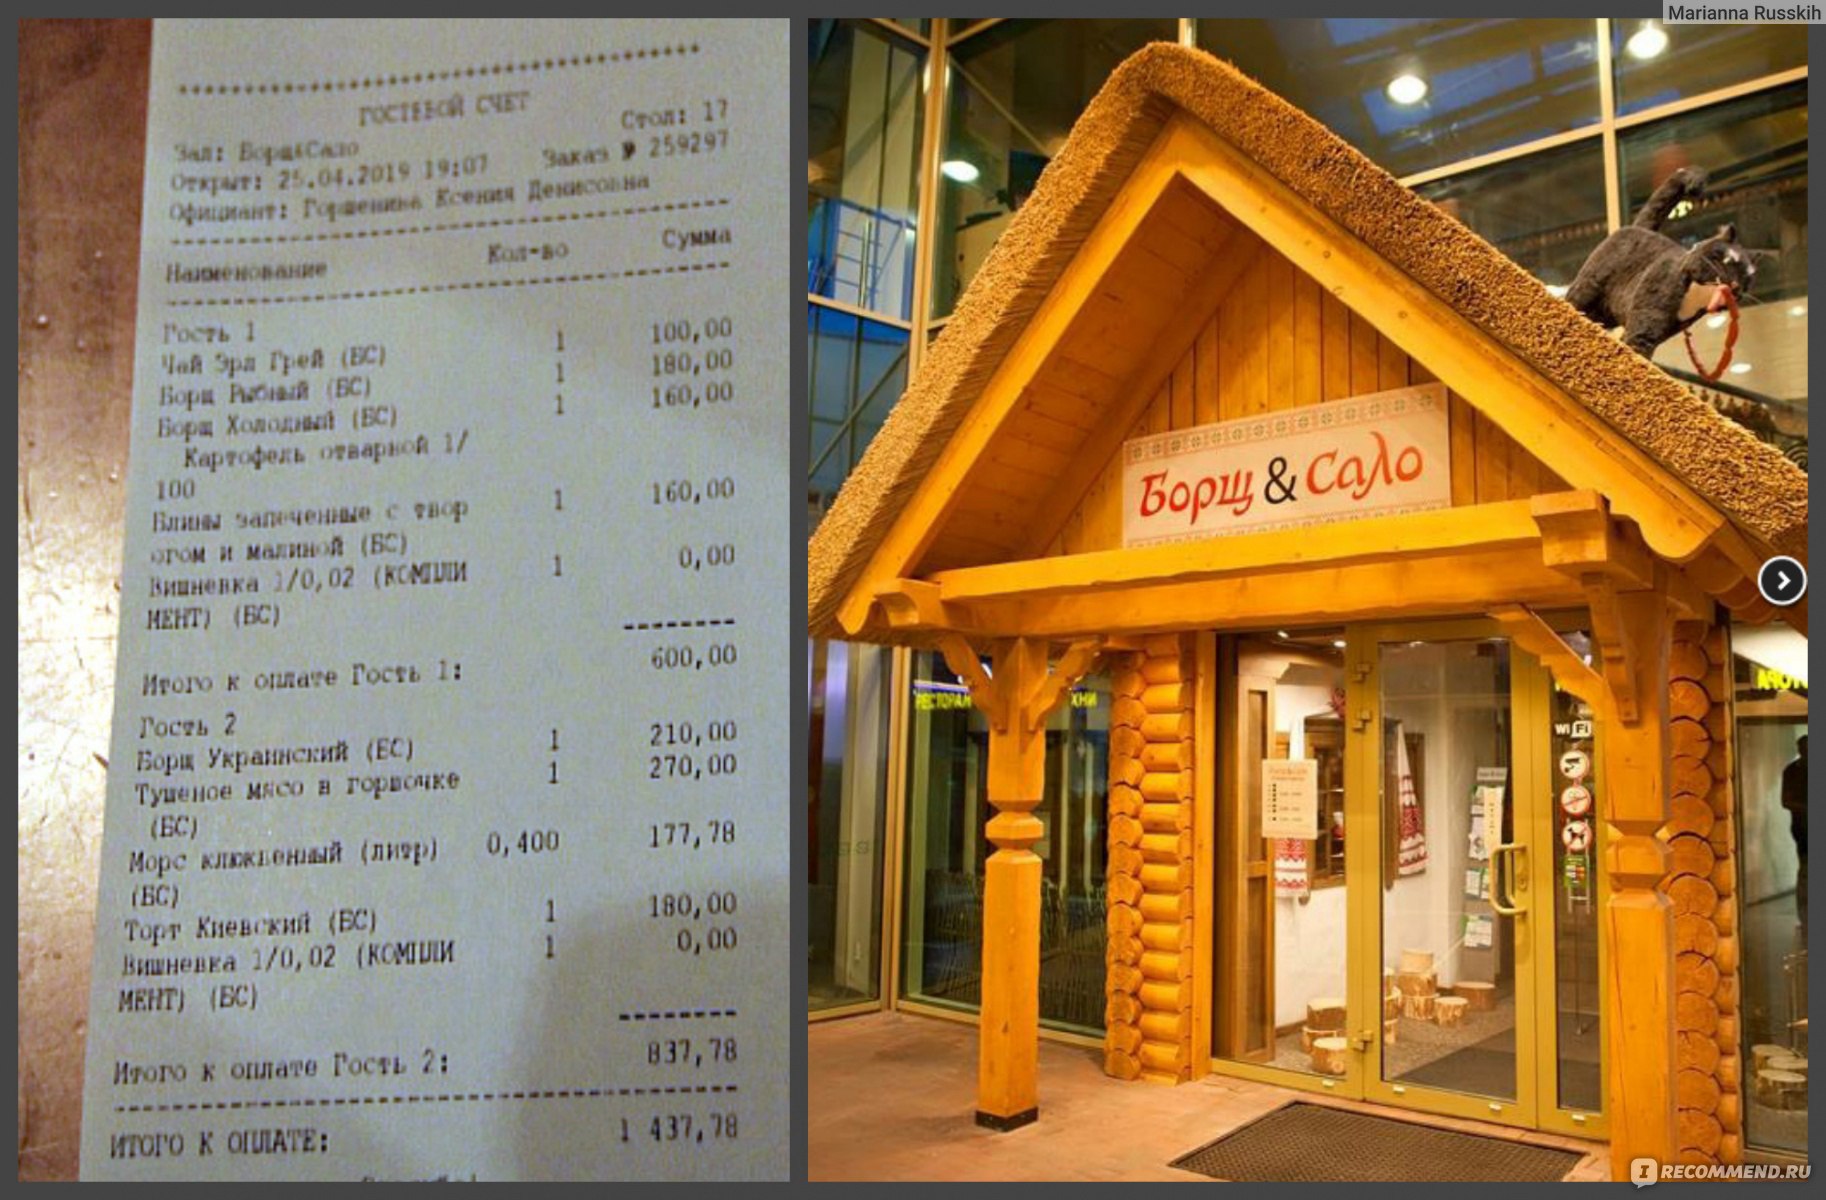 Marianna Russkih
ГОСТЕВОЙ СЧЕТ
Стол: 17
Зал: Борщ&Сало
Заказ № 259297
Открыт: 25.04.2019 19:07
Официант: Горшенина Ксения Денисовна
Наименование Кол-во Сумма
Гость 1
Чай Эрл Грей (БС) 1 100,00
Борщ Рыбный (БС) 1 180,00
Борщ Холодный (БС) 1 160,00
Картофель отварной 1/
100
Блины запеченные с твор 1 160,00
огом и малиной (БС)
Вишневка 1/0,02 (КОМПЛИ 1 0,00
МЕНТ) (БС)
Итого к оплате Гость 1: 600,00
Гость 2
Борщ Украинский (БС) 1 210,00
Тушеное мясо в горшочке 1 270,00
(БС)
Морс клюквенный (литр) 0,400 177,78
(БС)
Торт Киевский (БС) 1 180,00
Вишневка 1/0,02 (КОМПЛИ 1 0,00
МЕНТ) (БС)
Итого к оплате Гость 2: 837,78
ИТОГО К ОПЛАТЕ: 1 437,78
Борщ & Сало
РЕСТОРАН
ХНИ
Wi Fi
IRECOMMEND.RU